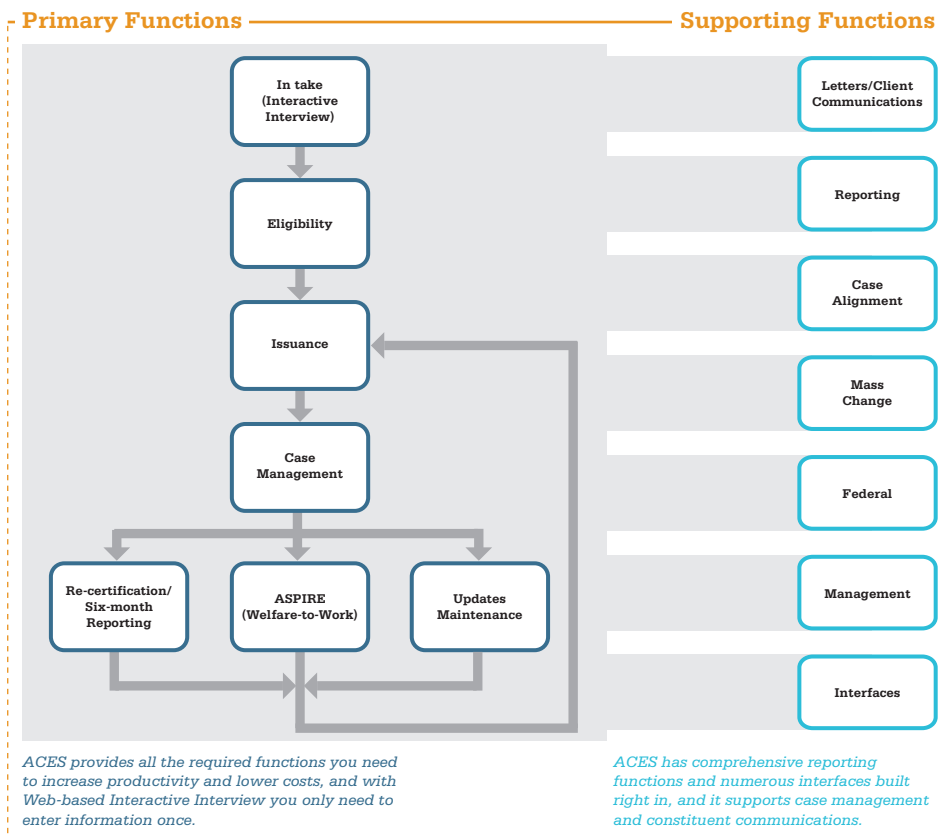 Primary Functions
Supporting Functions
In take
(Interactive
Interview)
Eligibility
Issuance
Case
Management
Re-certification/
Six-month
Reporting
ASPIRE
(Welfare-to-Work)
Updates
Maintenance
Letters/Client
Communications
Reporting
Case
Alignment
Mass
Change
Federal
Management
Interfaces
ACES provides all the required functions you need
to increase productivity and lower costs, and with
Web-based Interactive Interview you only need to
enter information once.
ACES has comprehensive reporting
functions and numerous interfaces built
right in, and it supports case management
and constituent communications.